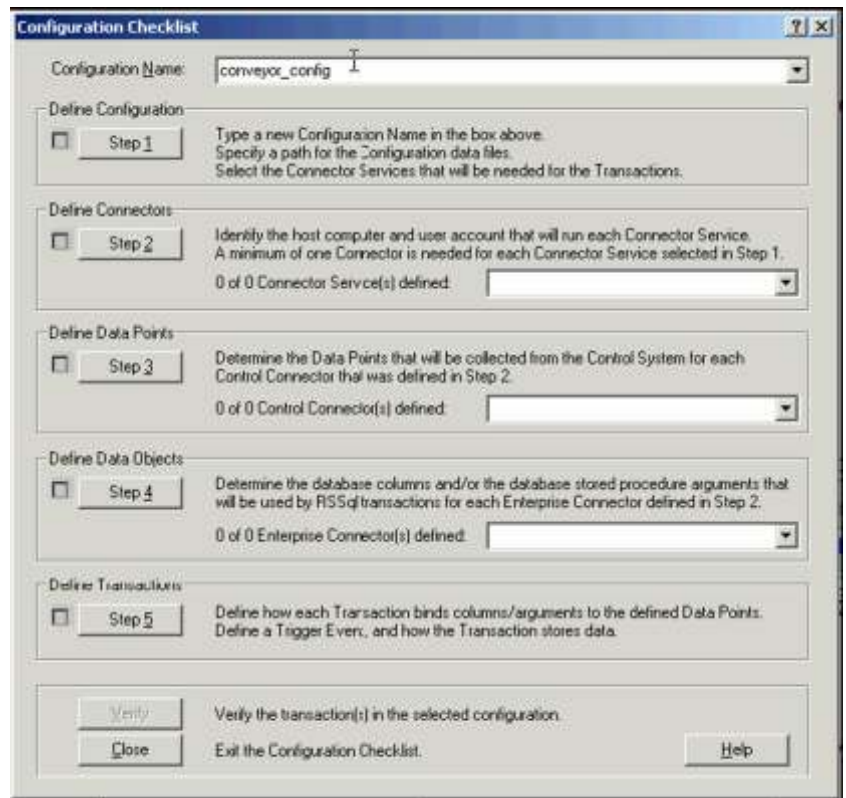 Configuration Checklist
Configuration Name:
conveyor_config
Define Configuration
Step 1
Type a new Configuration Name in the box above.
Specify a path for the Configuration data files.
Select the Connector Services that will be needed for the Transactions.
Define Connectors
Step 2
Identify the host computer and user account that will run each Connector Service.
A minimum of one Connector is needed for each Connector Service selected in Step 1.
0 of 0 Connector Service(s) defined:
Define Data Points
Step 3
Determine the Data Points that will be collected from the Control System for each
Control Connector that was defined in Step 2.
0 of 0 Control Connector(s) defined:
Define Data Objects
Step 4
Determine the database columns and/or the database stored procedure arguments that
will be used by RSSql transactions for each Enterprise Connector defined in Step 2.
0 of 0 Enterprise Connector(s) defined:
Define Transactions
Step 5
Define how each Transaction binds columns/arguments to the defined Data Points.
Define a Trigger Event, and how the Transaction stores data.
Verify
Verify the transaction(s) in the selected configuration.
Close
Exit the Configuration Checklist.
Help